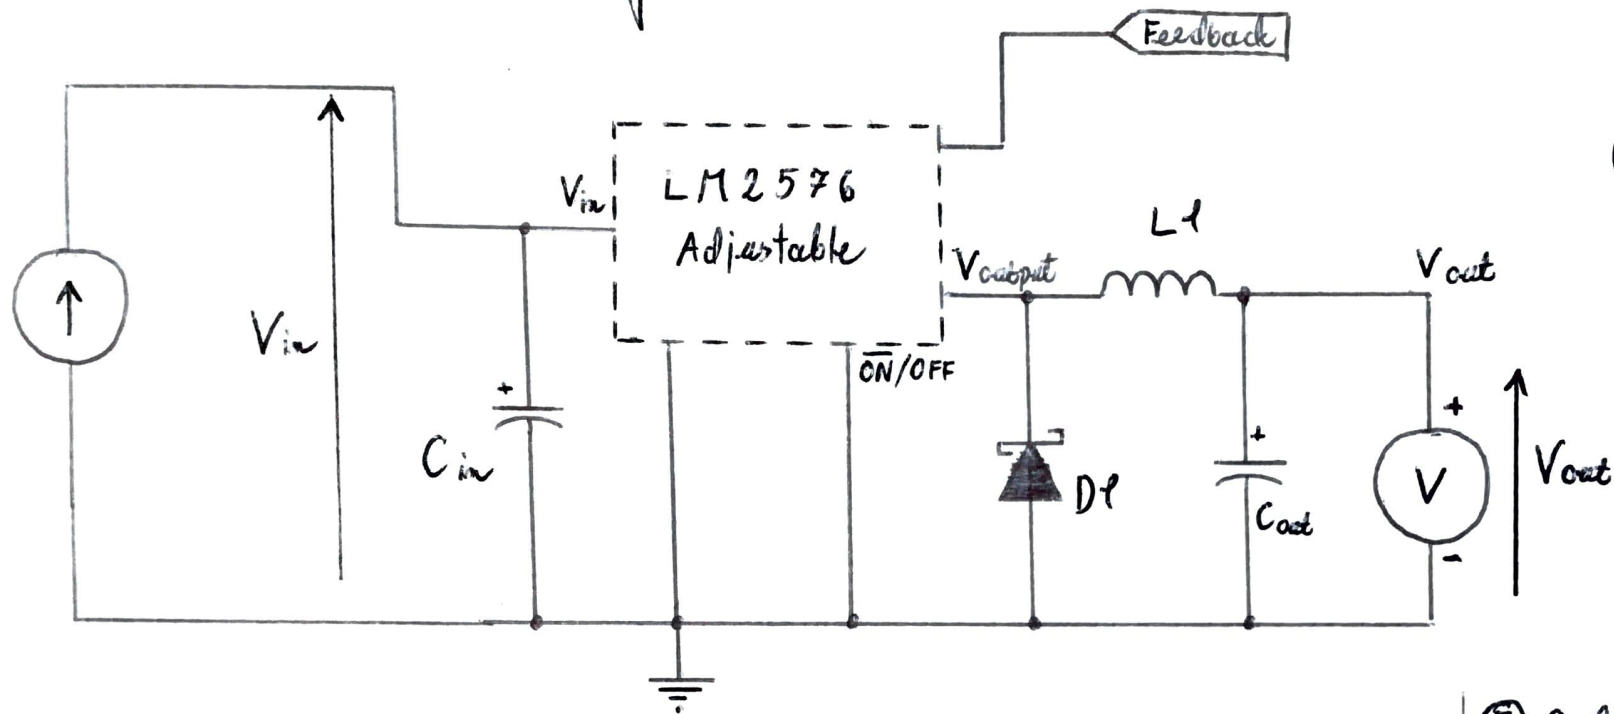 Feedback
LM2576
Adjustable
Vin
Voutput
L1
Vout
Vin
ON/OFF
+
Cin
D1
+
Cout
+
V
-
Vout